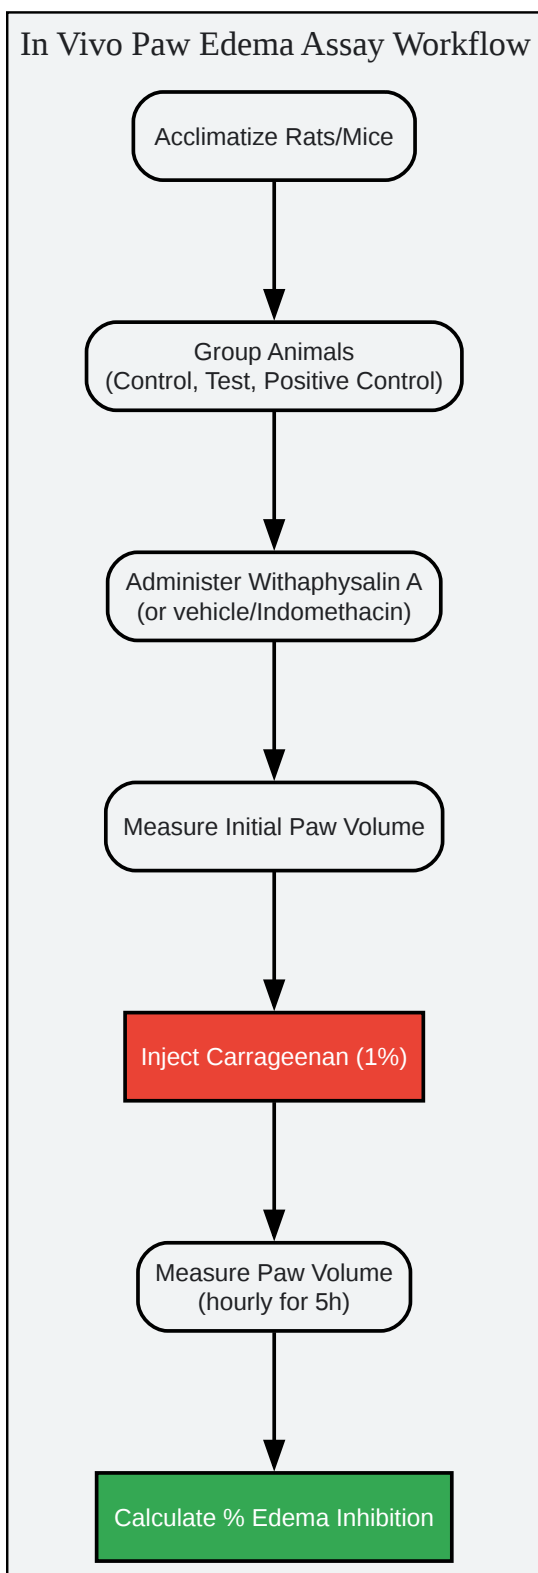 In Vivo Paw Edema Assay Workflow
Acclimatize Rats/Mice
Group Animals
(Control, Test, Positive Control)
Administer Withaphysalin A
(or vehicle/Indomethacin)
Measure Initial Paw Volume
Inject Carrageenan (1%)
Measure Paw Volume
(hourly for 5h)
Calculate % Edema Inhibition